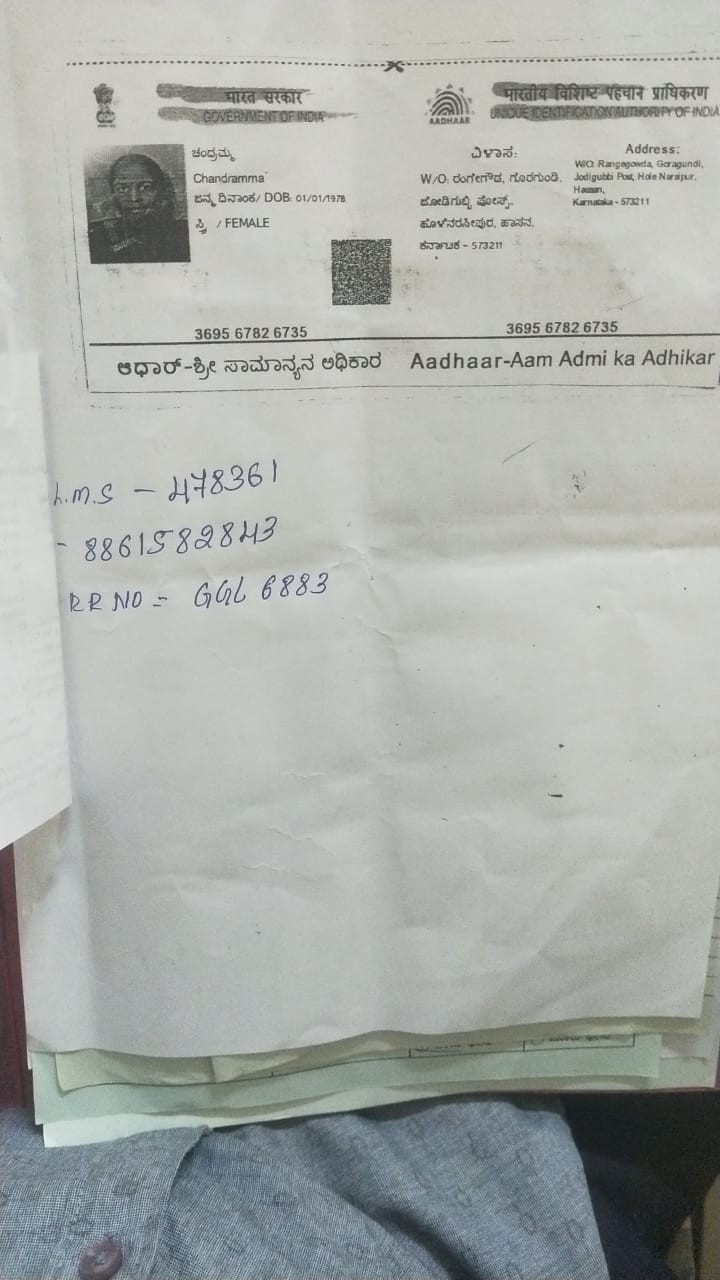 भारत सरकार
GOVERNMENT OF INDIA
ಚಂದ್ರಮ್ಮ
Chandramma
ಜನ್ಮ ದಿನಾಂಕ/ DOB: 01/01/1978
ಸ್ತ್ರೀ / FEMALE
3695 6782 6735
ಆಧಾರ್-ಶ್ರೀ ಸಾಮಾನ್ಯನ ಅಧಿಕಾರ
भारतीय विशिष्ट पहचान प्राधिकरण
UNIQUE IDENTIFICATION AUTHORITY OF INDIA
AADHAAR
ವಿಳಾಸ:
W/O: ರಂಗೇಗೌಡ, ಗೊರಗುಂಡಿ,
ಜೋಡಿಗುಬ್ಬಿ ಪೋಸ್ಟ್,
ಹೊಳೆನರಸೀಪುರ, ಹಾಸನ,
ಕರ್ನಾಟಕ - 573211
Address:
W/O: Rangegowda, Goragundi,
Jodigubbi Post, Hole Narsipur,
Hassan,
Karnataka - 573211
3695 6782 6735
Aadhaar-Aam Admi ka Adhikar
L.M.S - 478361
- 8861582843
RR NO = GGL 6883